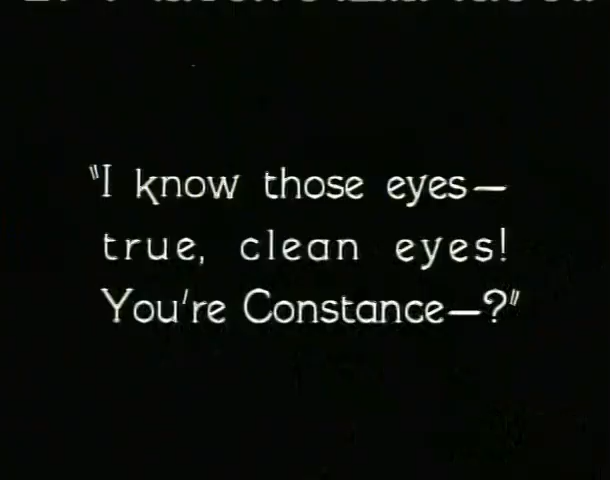 "I know those eyes—
true, clean eyes!
You're Constance—?"